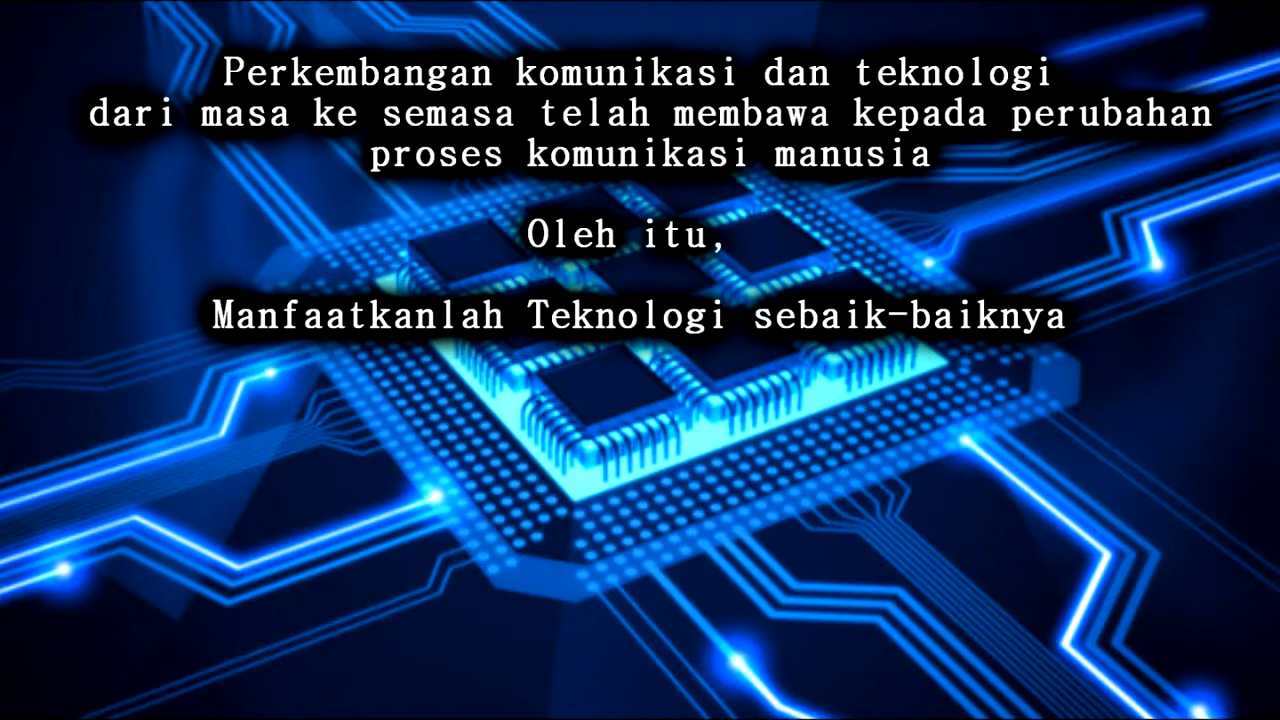 Perkembangan komunikasi dan teknologi
dari masa ke semasa telah membawa kepada perubahan
proses komunikasi manusia
Oleh itu,
Manfaatkanlah Teknologi sebaik-baiknya